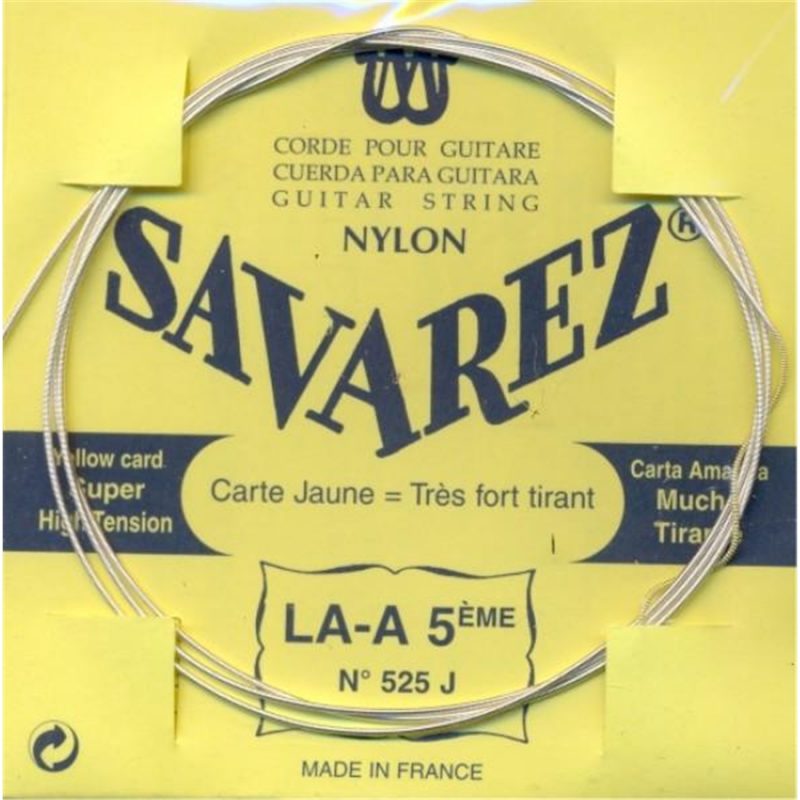 CORDE POUR GUITARE
CUERDA PARA GUITARA
GUITAR STRING
NYLON
SAVAREZ®
Yellow card
Super
High Tension
Carte Jaune = Très fort tirant
Carta
Tirant
LA-A 5ÈME
N° 525 J
MADE IN FRANCE